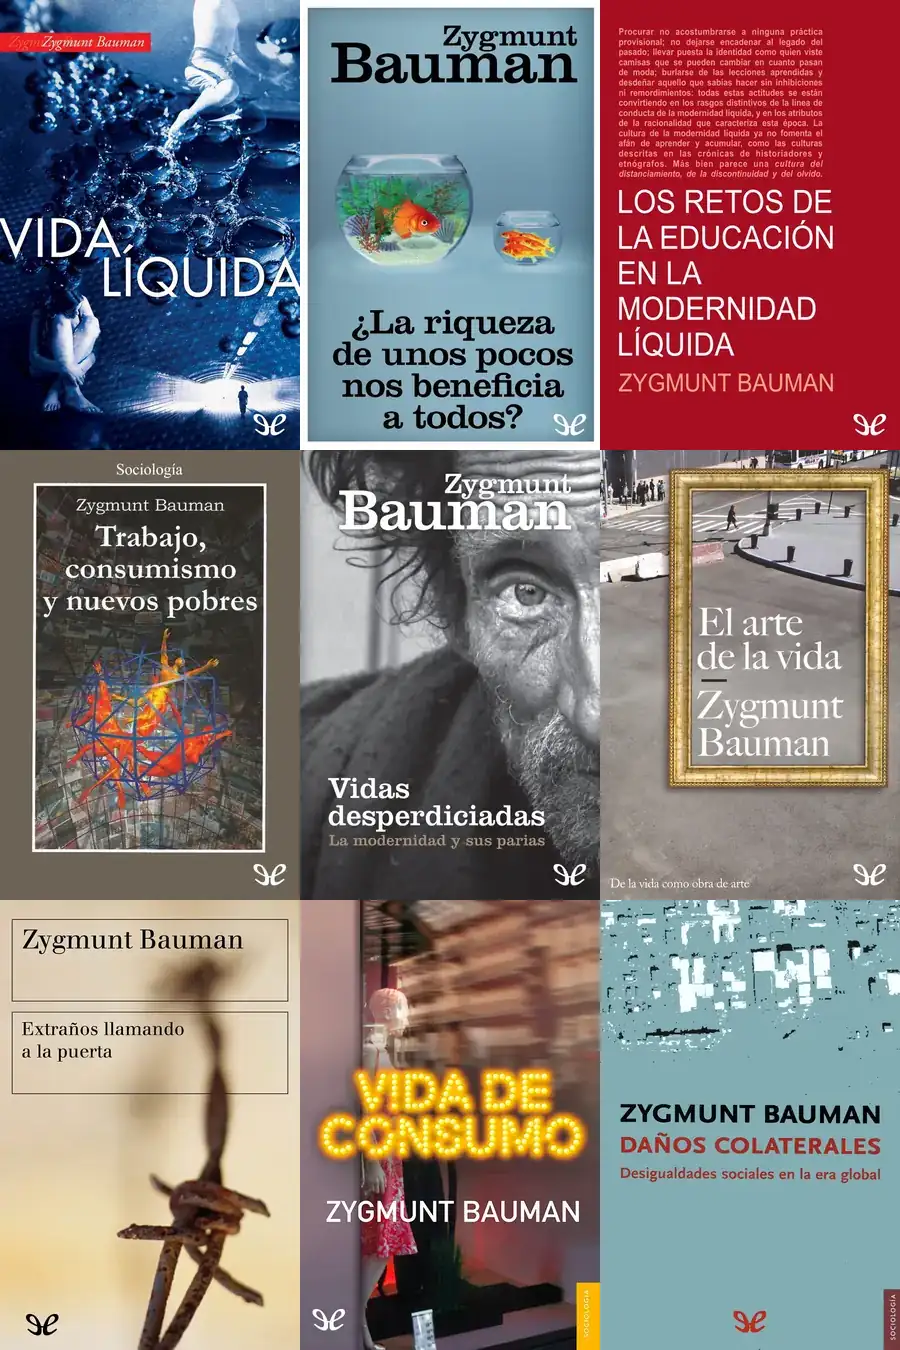 Zygmunt Bauman
VIDA
LÍQUIDA
Zygmunt
Bauman
¿La riqueza
de unos pocos
nos beneficia
a todos?
Procurar no acostumbrarse a ninguna práctica
provisional; no dejarse encadenar al legado del
pasado; llevar puesta la identidad como quien viste
camisas que se pueden cambiar en cuanto pasan
de moda; burlarse de las lecciones aprendidas y
desdeñar aquello que sabías hacer sin inhibiciones
ni remordimientos: todas estas actitudes se están
convirtiendo en los rasgos distintivos de la línea de
conducta de la modernidad líquida, y en los atributos
de la racionalidad que caracteriza esta época. La
cultura de la modernidad líquida ya no fomenta el
afán de aprender y acumular, como las culturas
descritas en las crónicas de historiadores y
etnógrafos. Más bien parece una cultura del
distanciamiento, de la discontinuidad y del olvido.
LOS RETOS DE
LA EDUCACIÓN
EN LA
MODERNIDAD
LÍQUIDA
ZYGMUNT BAUMAN
Sociología
Zygmunt Bauman
Trabajo,
consumismo
y nuevos pobres
Zygmunt
Bauman
Vidas
desperdiciadas
La modernidad y sus parias
El arte
de la vida
Zygmunt
Bauman
De la vida como obra de arte
Zygmunt Bauman
Extraños llamando
a la puerta
VIDA DE
CONSUMO
ZYGMUNT BAUMAN
SOCIOLOGÍA
ZYGMUNT BAUMAN
DAÑOS COLATERALES
Desigualdades sociales en la era global
SOCIOLOGÍA